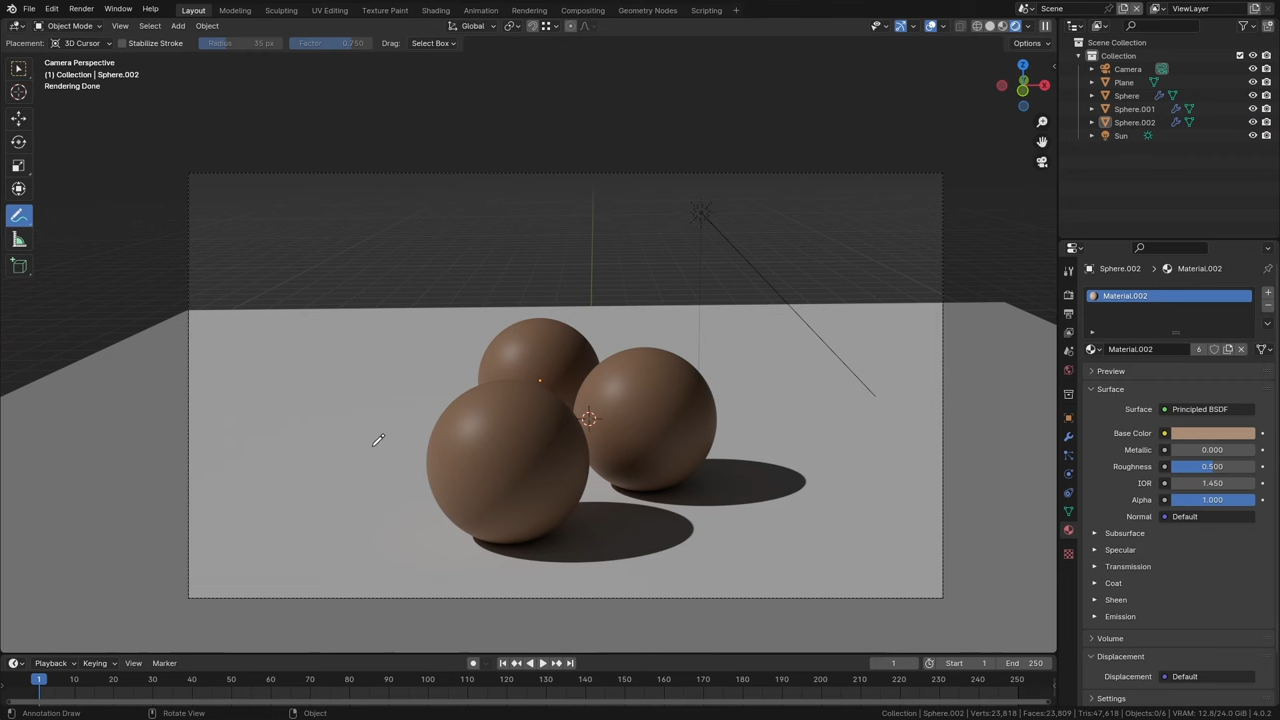 File Edit Render Window Help Layout Modeling Sculpting UV Editing Texture Paint Shading Animation Rendering Compositing Geometry Nodes Scripting Scene ViewLayer
Object Mode View Select Add Object Global Options
Placement: 3D Cursor Stabilize Stroke Radius 35 px Factor 0.750 Drag: Select Box Options
Camera Perspective
(1) Collection | Sphere.002
Rendering Done
Z
X
Scene Collection
Collection
Camera
Plane
Sphere
Sphere.001
Sphere.002
Sun
Sphere.002 > Material.002
Material.002
Material.002 6
Preview
Surface
Surface: Principled BSDF
Base Color
Metallic 0.000
Roughness 0.500
IOR 1.450
Alpha 1.000
Normal Default
Subsurface
Specular
Transmission
Coat
Sheen
Emission
Volume
Displacement
Displacement Default
Settings
Playback Keying View Marker 1 Start 1 End 250
1 10 20 30 40 50 60 70 80 90 100 110 120 130 140 150 160 170 180 190 200 210 220 230 240 250
Annotation Draw Rotate View Object Collection | Sphere.002 | Verts:23,818 | Faces:23,809 | Tris:47,618 | Objects:0/6 | VRAM: 12.8/24.0 GiB | 4.0.2